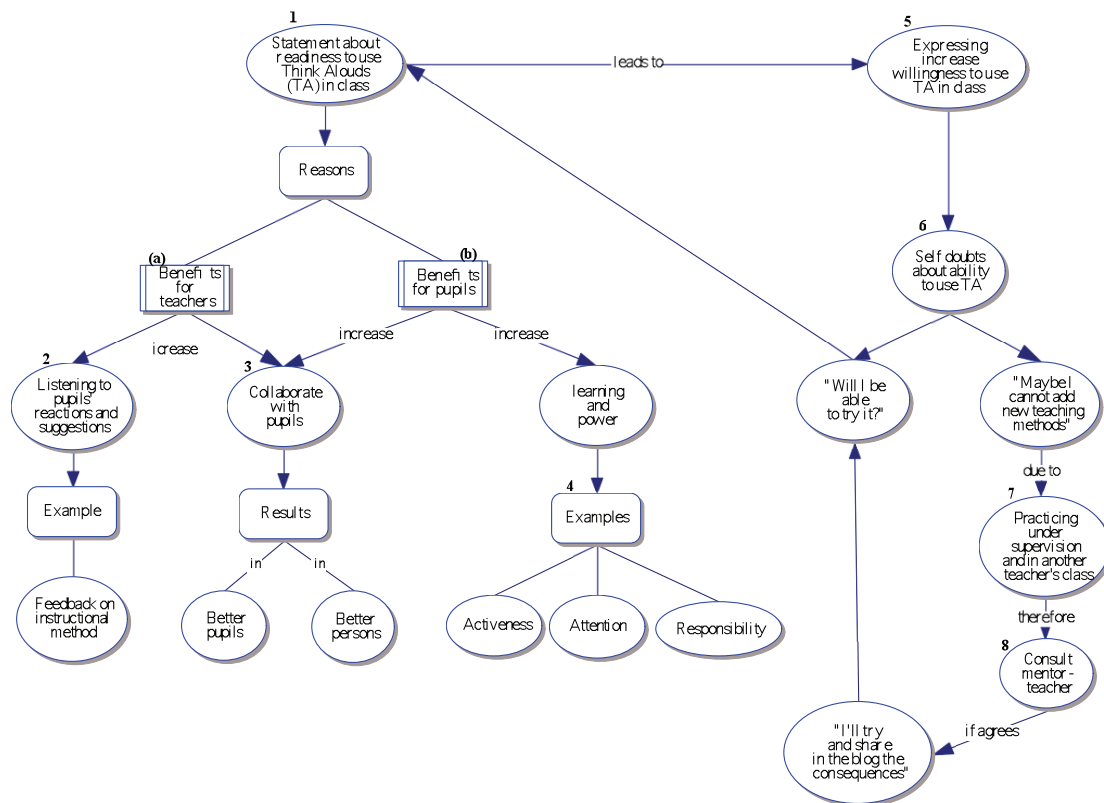 1
Statement about
readiness to use
Think Alouds
(TA) in class
leads to
5
Expressing
increase
willingness to use
TA in class
Reasons
6
Self doubts
about ability
to use TA
(a)
Benefits
for
teachers
(b)
Benefits
for pupils
icrease
increase
increase
2
Listening to
pupils'
reactions and
suggestions
3
Collaborate
with
pupils
learning
and
power
"Will I be
able
to try it?"
"Maybe I
cannot add
new teaching
methods"
due to
Example
Results
4
Examples
7
Practicing
under
supervision
and in another
teacher's class
in
in
therefore
Feedback on
instructional
method
Better
pupils
Better
persons
Activeness
Attention
Responsibility
8
Consult
mentor-
teacher
if agrees
"I'll try
and share
in the blog the
consequences"